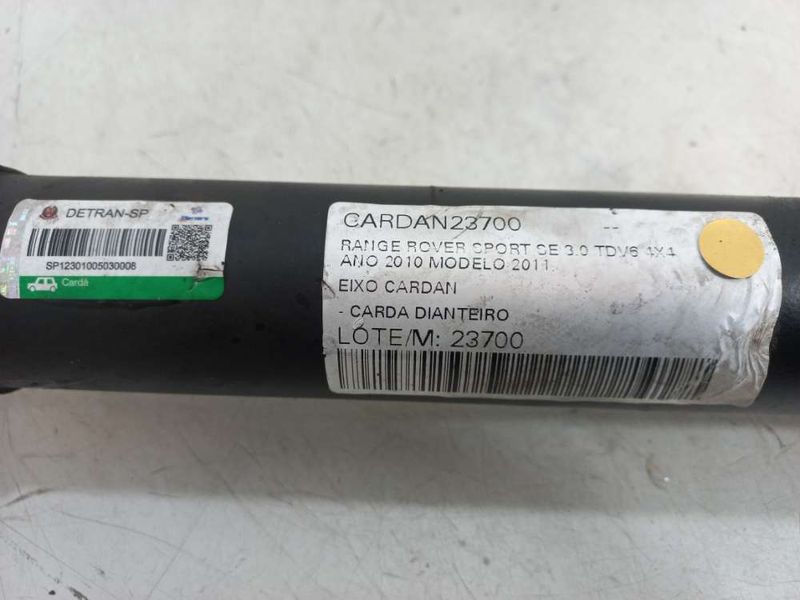 DETRAN-SP
SP12301005030008
Cardã
CARDAN23700 --
RANGE ROVER SPORT SE 3.0 TDV6 4X4
ANO 2010 MODELO 2011
EIXO CARDAN
- CARDA DIANTEIRO
LOTE/M: 23700